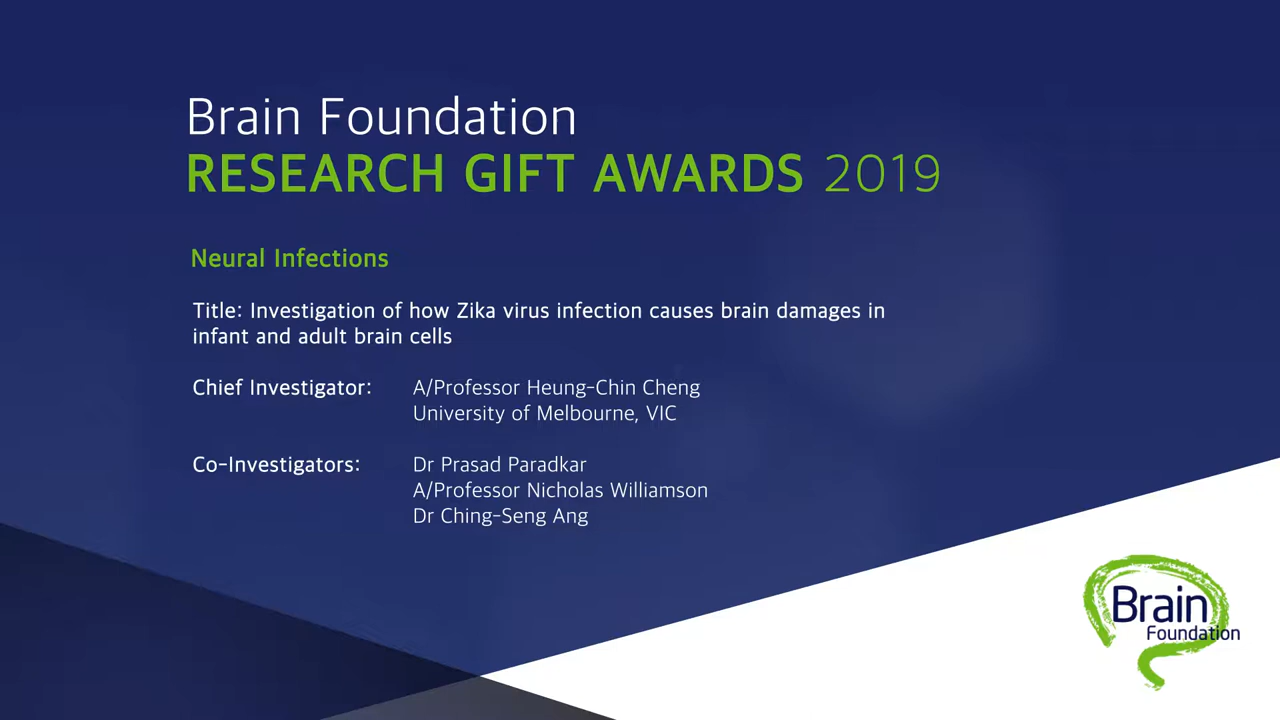 Brain Foundation
RESEARCH GIFT AWARDS 2019
Neural Infections
Title: Investigation of how Zika virus infection causes brain damages in
infant and adult brain cells
Chief Investigator: A/Professor Heung-Chin Cheng
University of Melbourne, VIC
Co-Investigators: Dr Prasad Paradkar
A/Professor Nicholas Williamson
Dr Ching-Seng Ang
Brain
Foundation